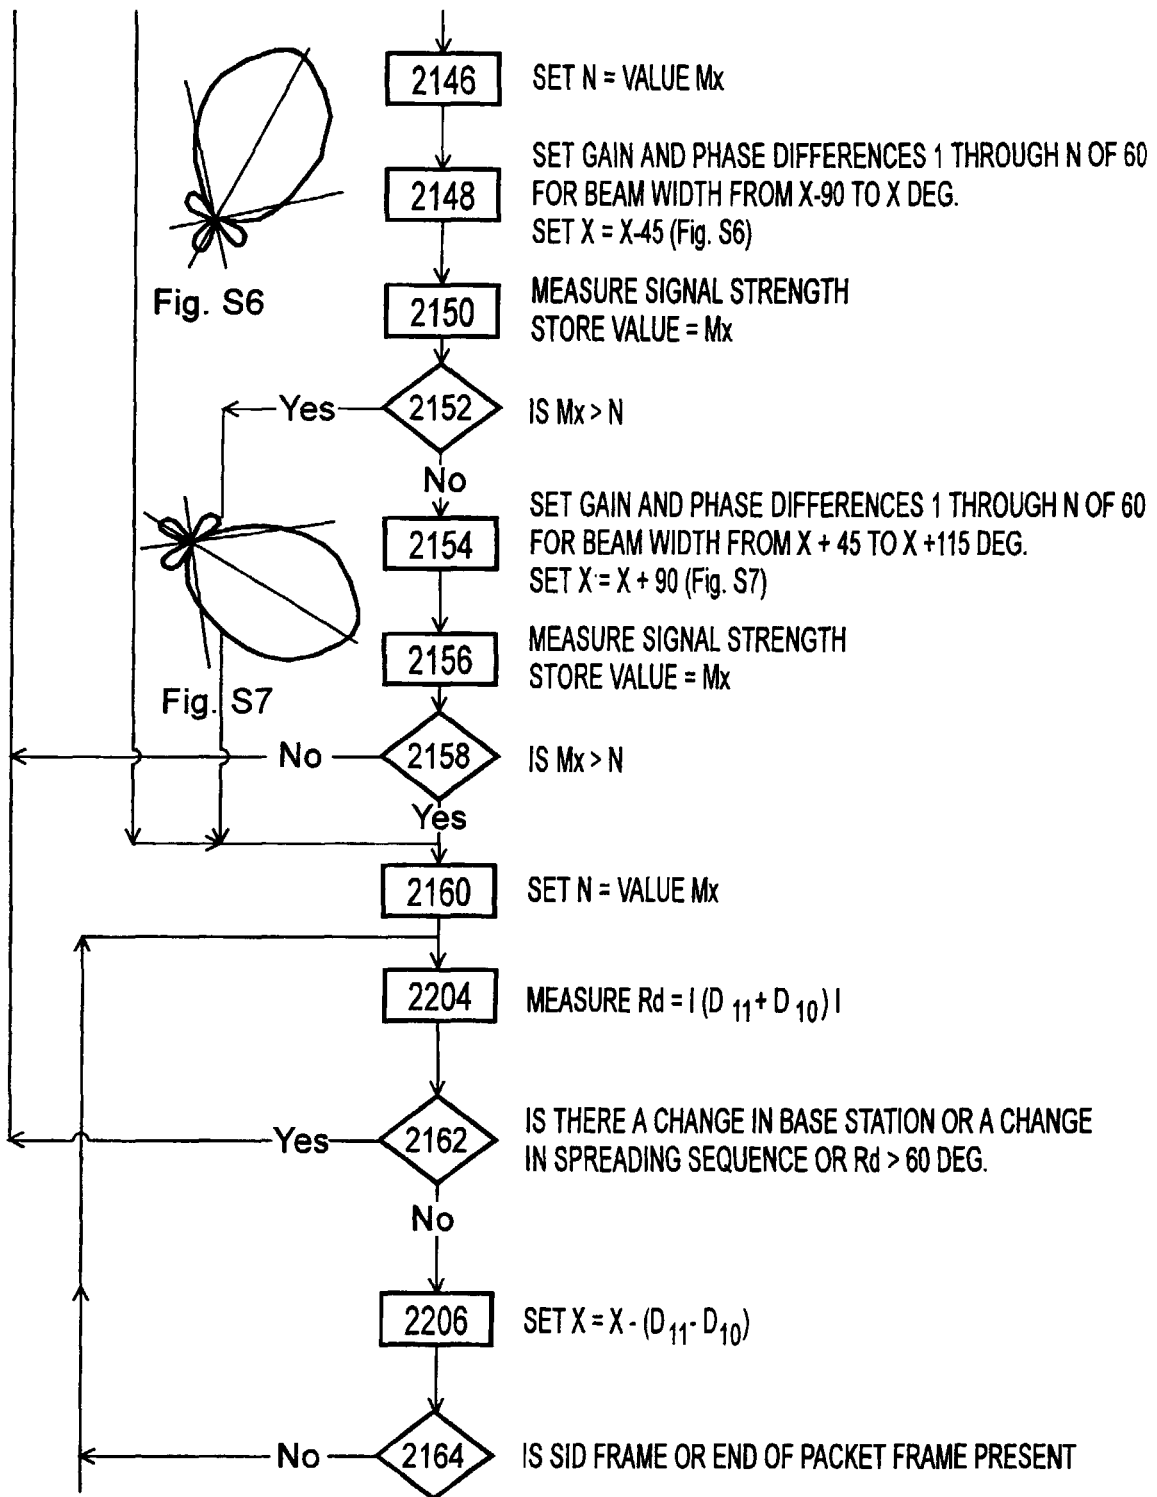 2146 SET N = VALUE Mx
2148 SET GAIN AND PHASE DIFFERENCES 1 THROUGH N OF 60
FOR BEAM WIDTH FROM X-90 TO X DEG.
SET X = X-45 (Fig. S6)
Fig. S6
2150 MEASURE SIGNAL STRENGTH
STORE VALUE = Mx
Yes 2152 IS Mx > N
No
2154 SET GAIN AND PHASE DIFFERENCES 1 THROUGH N OF 60
FOR BEAM WIDTH FROM X + 45 TO X +115 DEG.
SET X = X + 90 (Fig. S7)
2156 MEASURE SIGNAL STRENGTH
STORE VALUE = Mx
Fig. S7
No 2158 IS Mx > N
Yes
2160 SET N = VALUE Mx
2204 MEASURE Rd = I (D 11 + D 10) I
Yes 2162 IS THERE A CHANGE IN BASE STATION OR A CHANGE
IN SPREADING SEQUENCE OR Rd > 60 DEG.
No
2206 SET X = X - (D11 - D10)
No 2164 IS SID FRAME OR END OF PACKET FRAME PRESENT